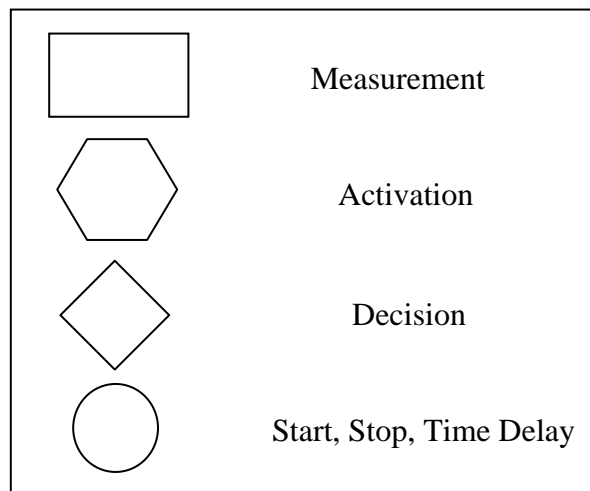 Measurement
Activation
Decision
Start, Stop, Time Delay